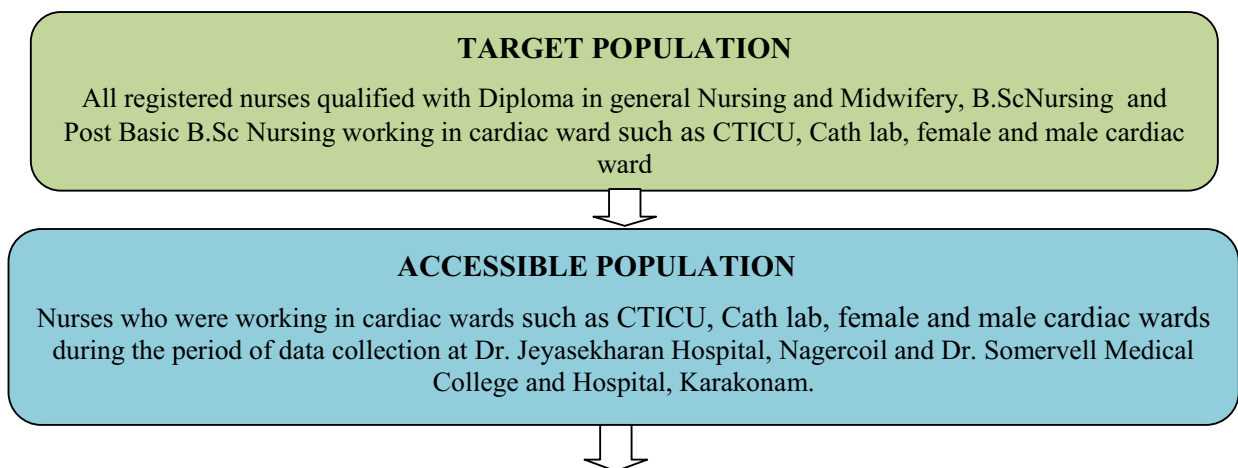 TARGET POPULATION
All registered nurses qualified with Diploma in general Nursing and Midwifery, B.ScNursing and
Post Basic B.Sc Nursing working in cardiac ward such as CTICU, Cath lab, female and male cardiac
ward
ACCESSIBLE POPULATION
Nurses who were working in cardiac wards such as CTICU, Cath lab, female and male cardiac wards
during the period of data collection at Dr. Jeyasekharan Hospital, Nagercoil and Dr. Somervell Medical
College and Hospital, Karakonam.